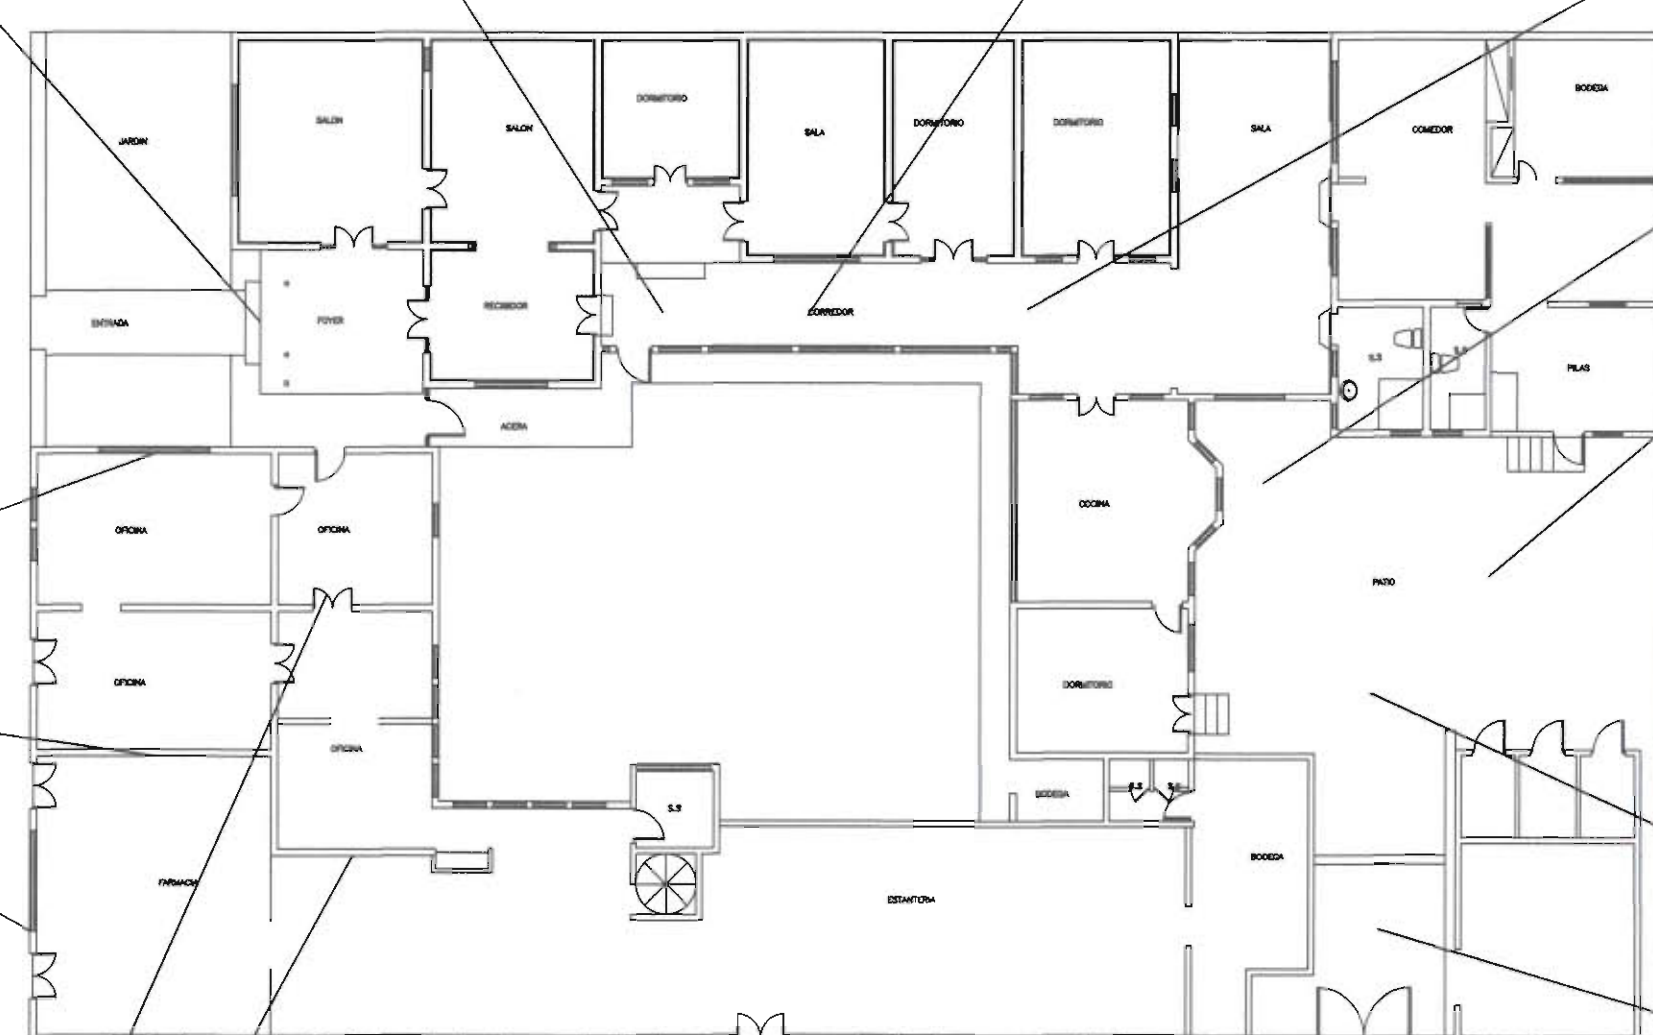 BODEGA
DORMITORIO
SALON
SALON
SALA
DORMITORIO
DORMITORIO
SALA
COMEDOR
JARDIN
RECIBIDOR
CORREDOR
ENTRADA
FOYER
S.S
S.S
PILAS
ACERA
OFICINA
OFICINA
COCINA
PATIO
OFICINA
DORMITORIO
OFICINA
S.S
BODEGA
S.S
S.S
FARMACIA
ESTANTERIA
BODEGA